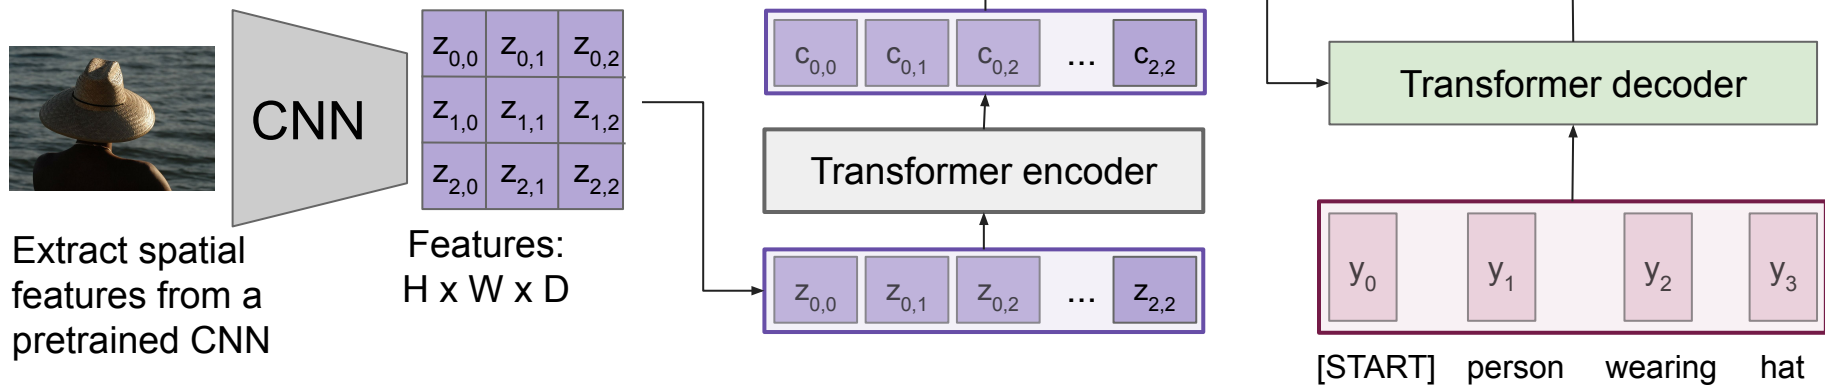 CNN
z0,0 z0,1 z0,2
z1,0 z1,1 z1,2
z2,0 z2,1 z2,2
Extract spatial
features from a
pretrained CNN
Features:
H x W x D
c0,0 c0,1 c0,2 ... c2,2
Transformer encoder
z0,0 z0,1 z0,2 ... z2,2
Transformer decoder
y0 y1 y2 y3
[START] person wearing hat